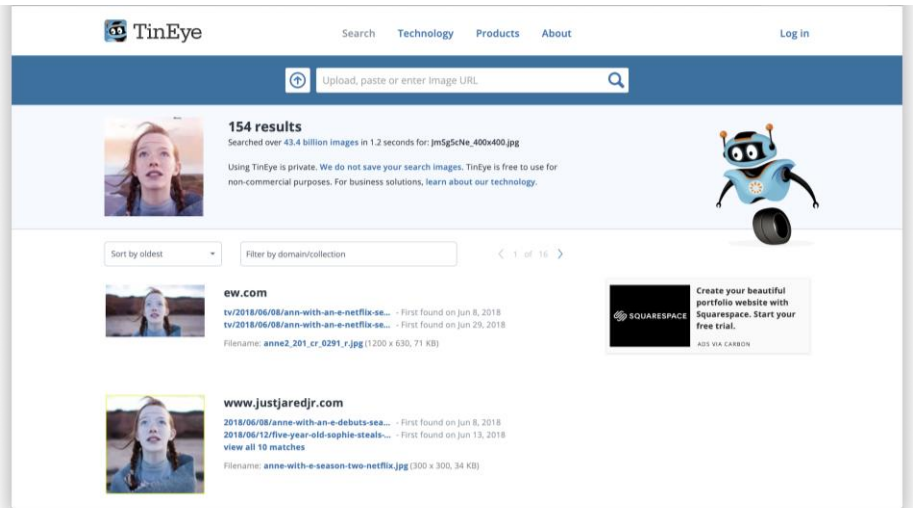 TinEye
Search Technology Products About Log in
Upload, paste or enter Image URL
154 results
Searched over 43.4 billion images in 1.2 seconds for: JmSg5cNe_400x400.jpg
Using TinEye is private. We do not save your search images. TinEye is free to use for
non-commercial purposes. For business solutions, learn about our technology.
Sort by oldest
Filter by domain/collection
1 of 16
ew.com
tv/2018/06/08/ann-with-an-e-netflix-se... - First found on Jun 8, 2018
tv/2018/06/08/ann-with-an-e-netflix-se... - First found on Jun 29, 2018
Filename: anne2_201_cr_0291_r.jpg (1200 x 630, 71 KB)
SQUARESPACE
Create your beautiful
portfolio website with
Squarespace. Start your
free trial.
ADS VIA CARBON
www.justjaredjr.com
2018/06/08/anne-with-an-e-debuts-sea... - First found on Jun 8, 2018
2018/06/12/five-year-old-sophie-steals-... - First found on Jun 13, 2018
view all 10 matches
Filename: anne-with-e-season-two-netflix.jpg (300 x 300, 34 KB)